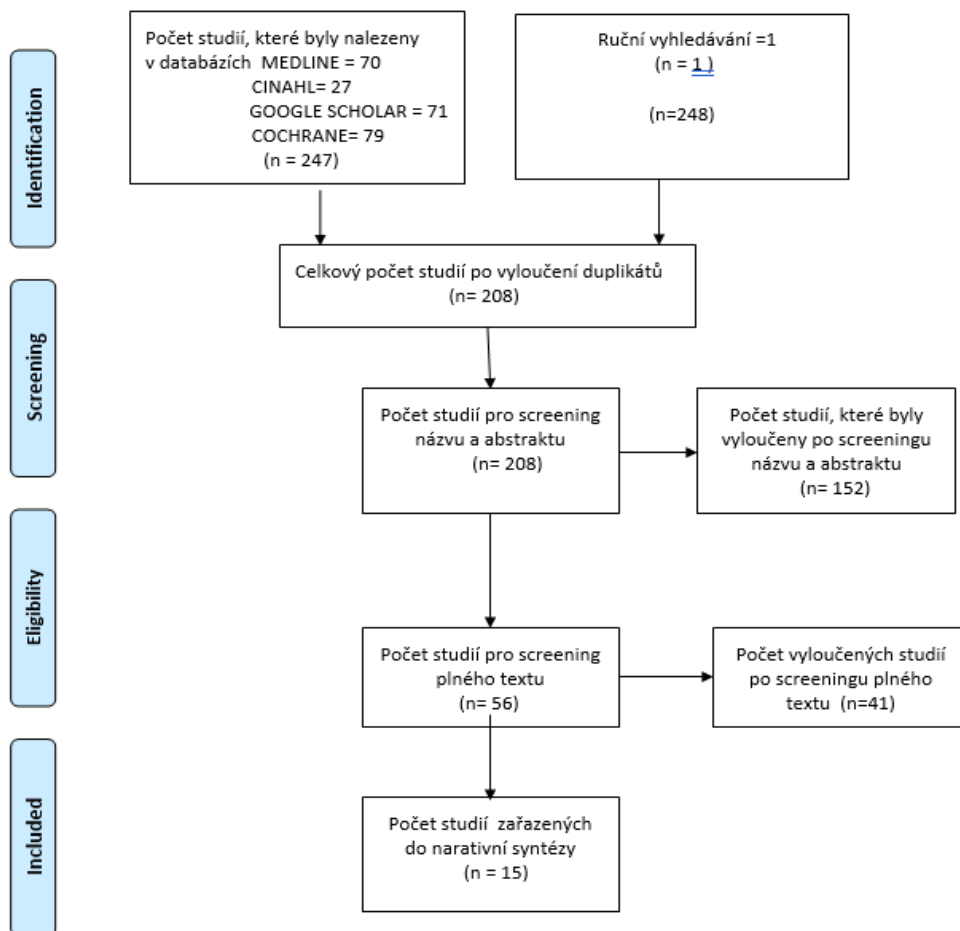 Identification
Počet studií, které byly nalezeny
v databázích MEDLINE = 70
CINAHL= 27
GOOGLE SCHOLAR = 71
COCHRANE= 79
(n = 247)
Ruční vyhledávání =1
(n = 1 )
(n=248)
Celkový počet studií po vyloučení duplikátů
(n= 208)
Screening
Počet studií pro screening
názvu a abstraktu
(n= 208)
Počet studií, které byly
vyloučeny po screeningu
názvu a abstraktu
(n= 152)
Eligibility
Počet studií pro screening
plného textu
(n= 56)
Počet vyloučených studií
po screeningu plného
textu (n=41)
Included
Počet studií zařazených
do narativní syntézy
(n = 15)